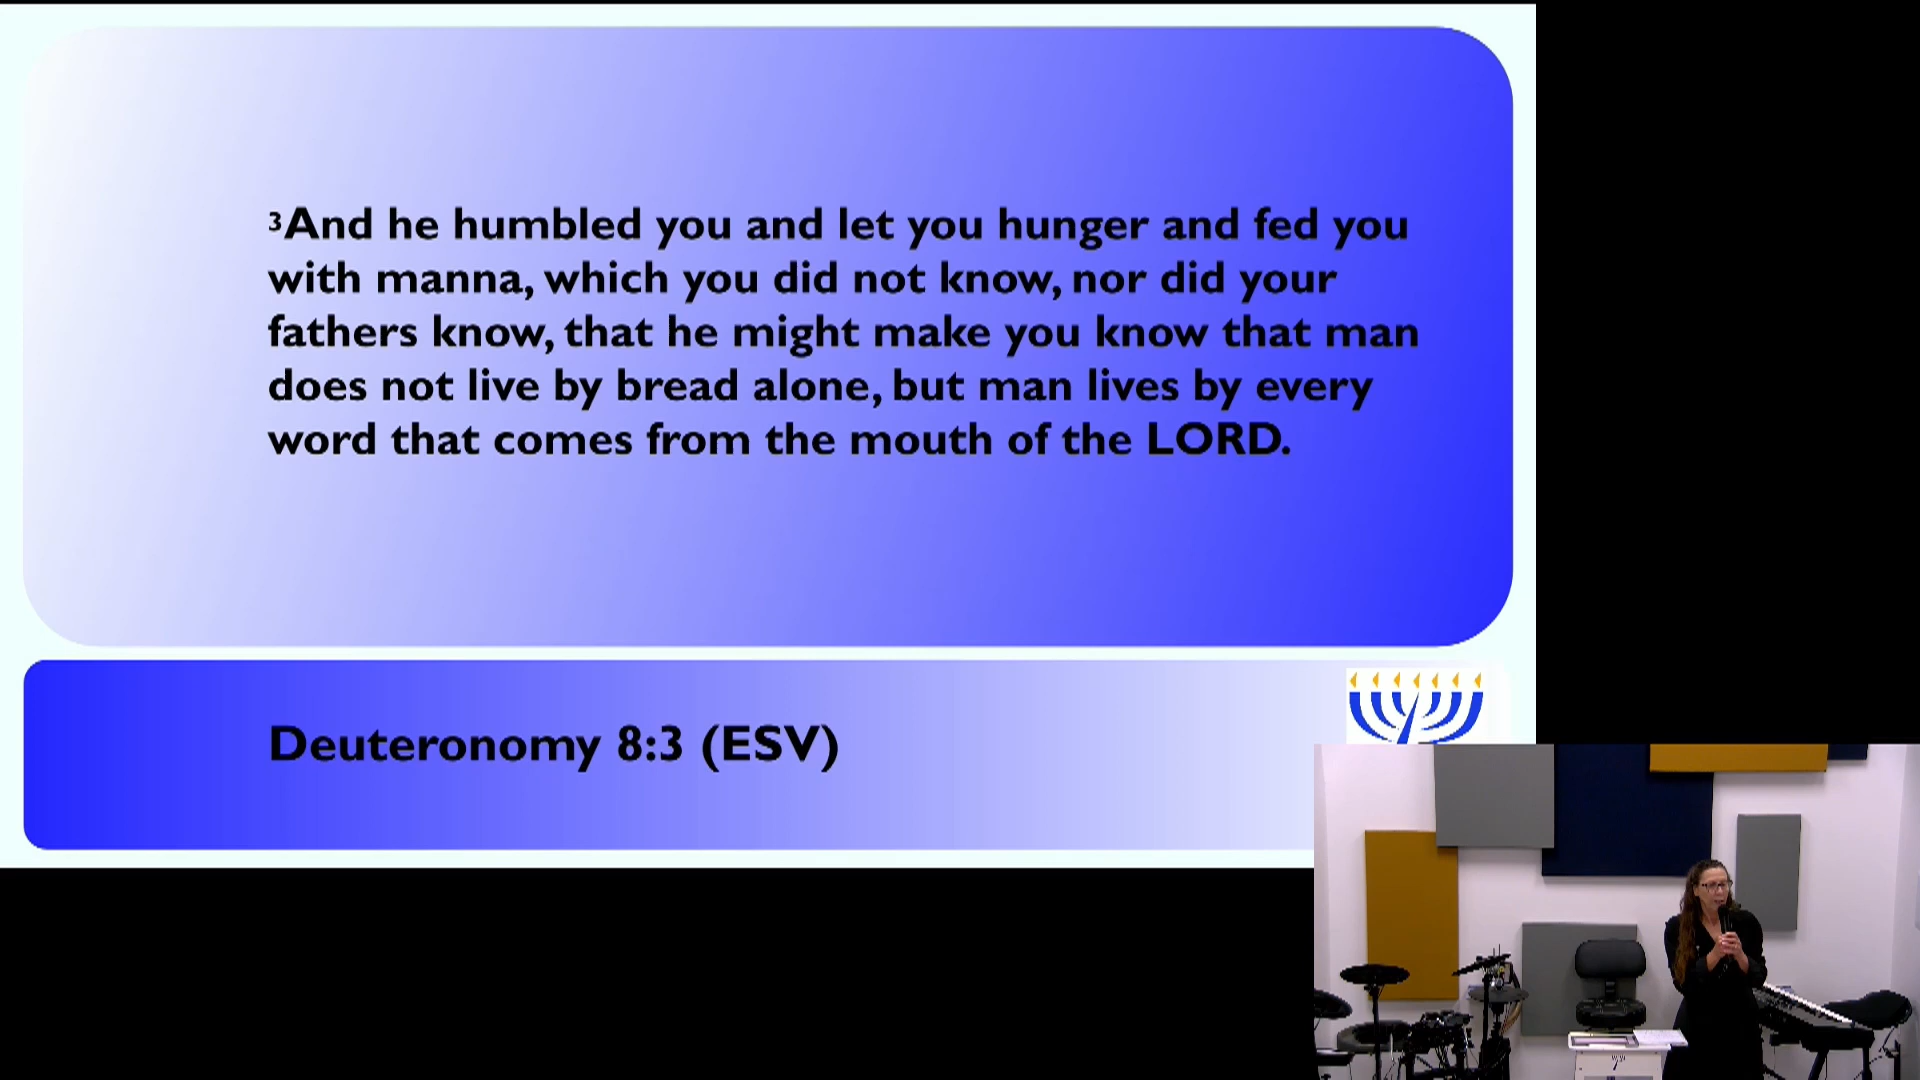 ³And he humbled you and let you hunger and fed you
with manna, which you did not know, nor did your
fathers know, that he might make you know that man
does not live by bread alone, but man lives by every
word that comes from the mouth of the LORD.
Deuteronomy 8:3 (ESV)